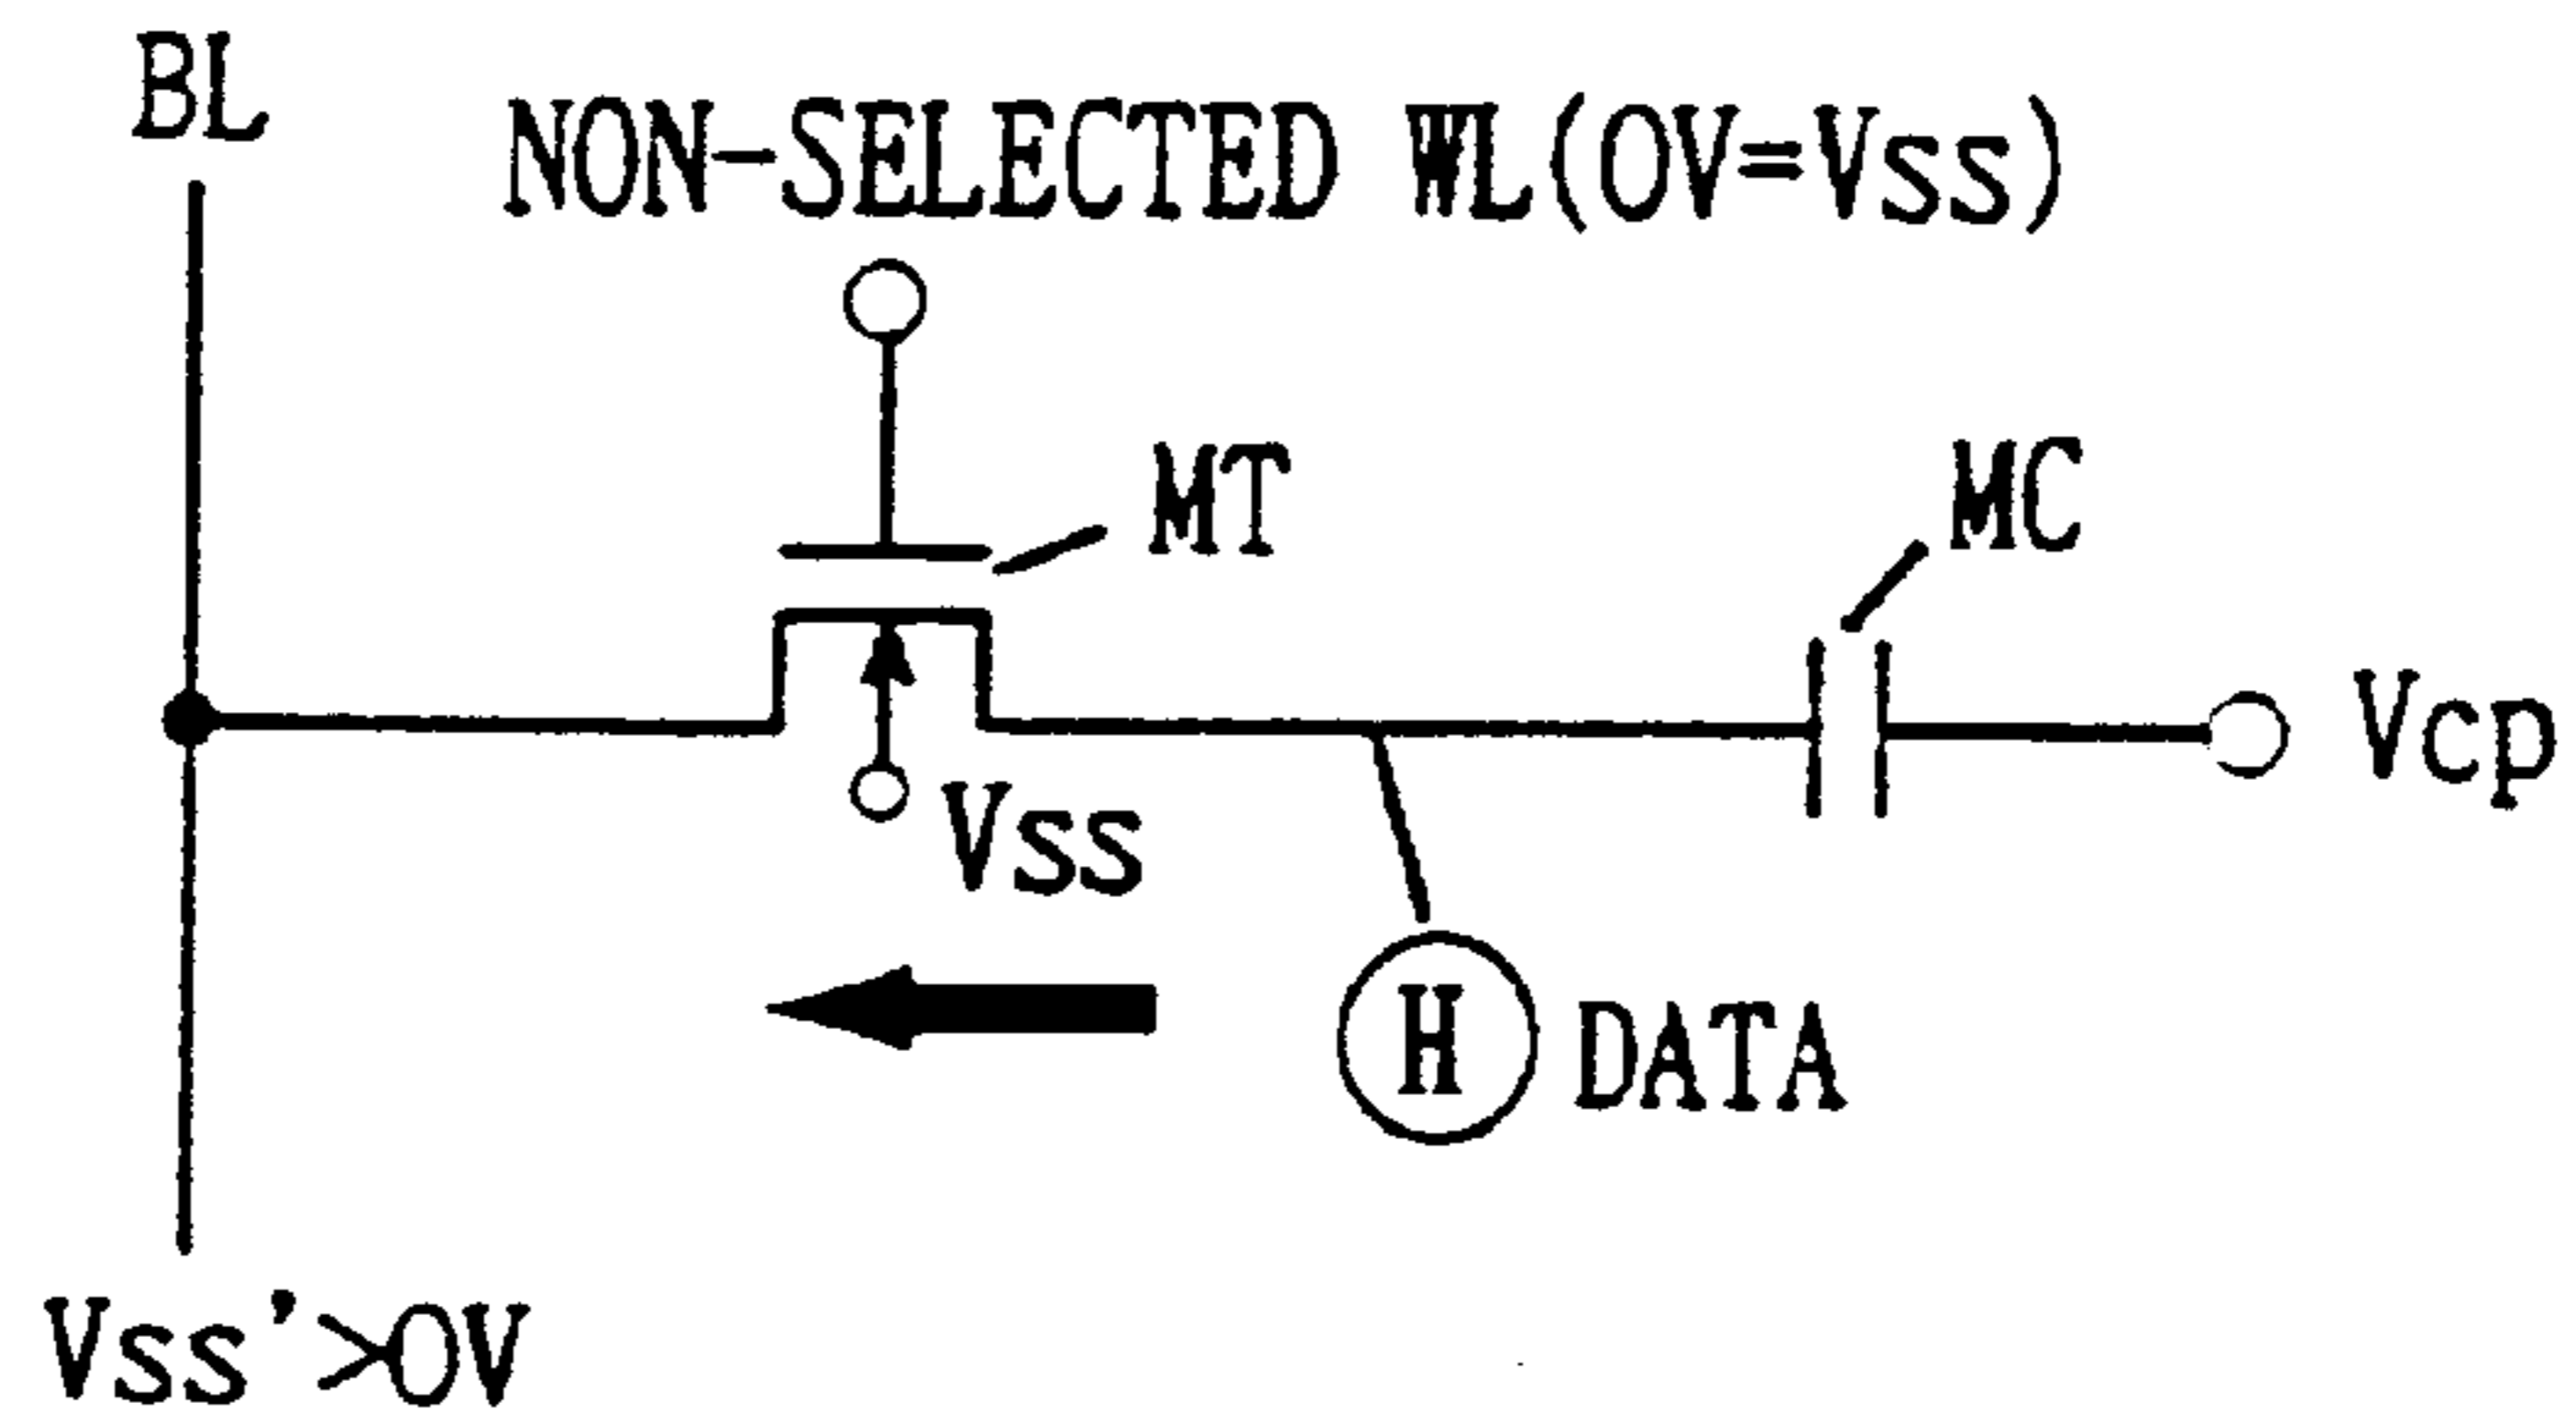 BL
NON-SELECTED WL(0V=Vss)
MT
MC
Vcp
Vss
H DATA
Vss'>0V